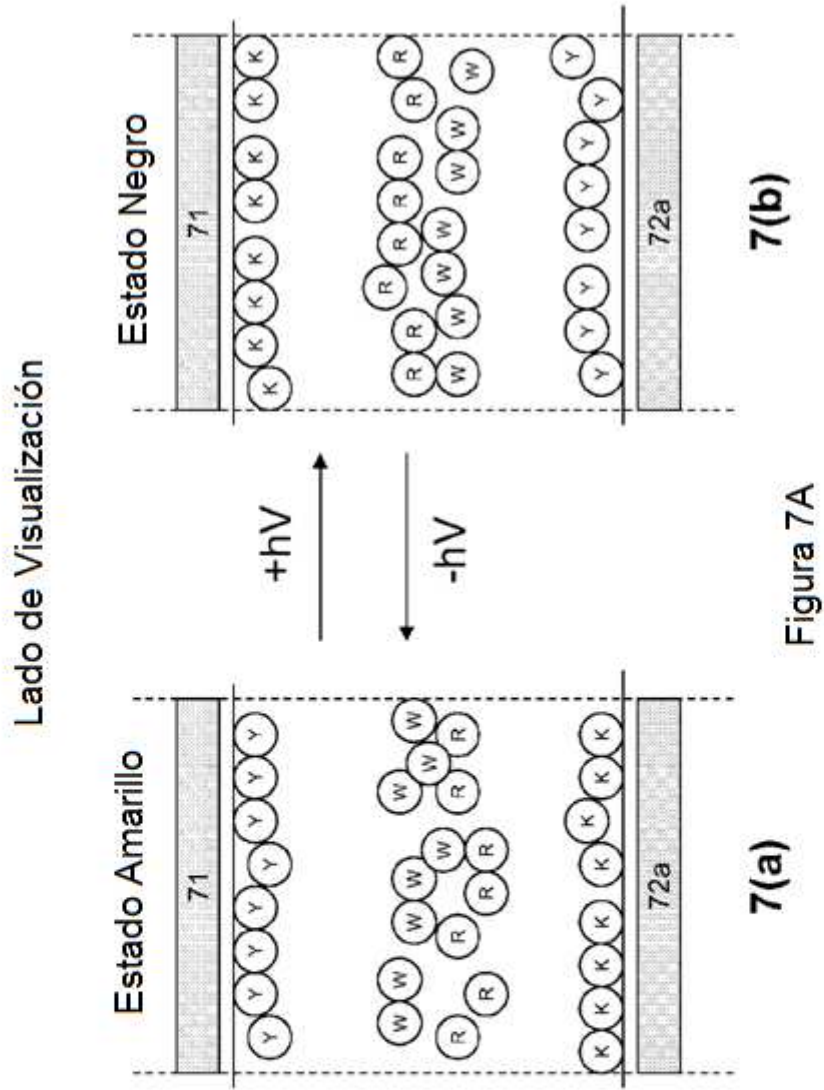 Lado de Visualización
Estado Amarillo
71
Y Y Y Y Y Y Y Y
W W W W W W W W
R R R R R R R
K K K K K K K K
72a
7(a)
+hV
-hV
Estado Negro
71
K K K K K K K K
R R R R R R R R
W W W W W W W
Y Y Y Y Y Y Y Y
72a
7(b)
Figura 7A